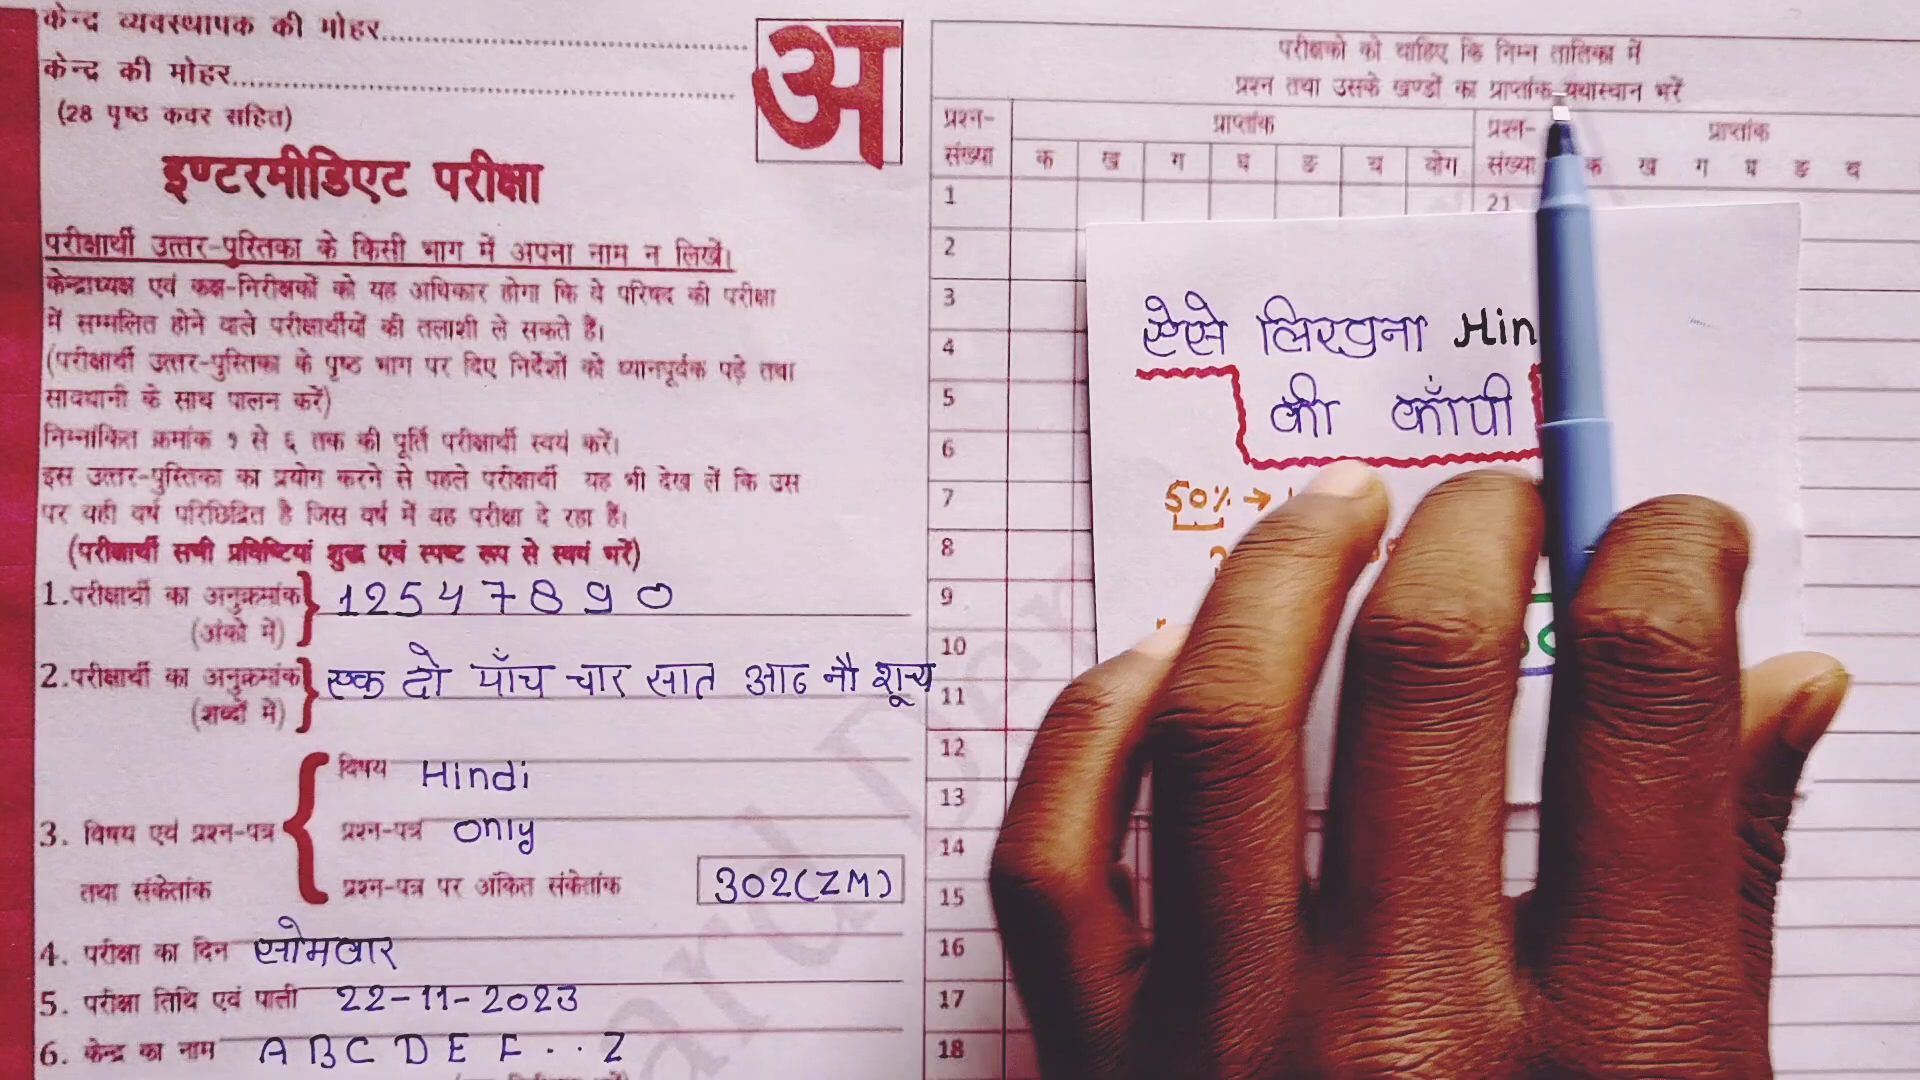 केन्द्र व्यवस्थापक की मोहर
केन्द्र की मोहर
(28 पृष्ठ कवर सहित)
अ
इण्टरमीडिएट परीक्षा
परीक्षार्थी उत्तर-पुस्तिका के किसी भाग में अपना नाम न लिखें।
केन्द्राध्यक्ष एवं कक्ष-निरीक्षकों को यह अधिकार होगा कि वे परिषद की परीक्षा
में सम्मलित होने वाले परीक्षार्थीयों की तलाशी ले सकते है।
(परीक्षार्थी उत्तर-पुस्तिका के पृष्ठ भाग पर दिए निर्देशों को ध्यानपूर्वक पड़े तथा
सावधानी के साथ पालन करें)
निम्नांकित क्रमांक १ से ६ तक की पूर्ति परीक्षार्थी स्वयं करें।
इस उत्तर-पुस्तिका का प्रयोग करने से पहले परीक्षार्थी यह भी देख लें कि उस
पर वही वर्ष परिछिद्रित है जिस वर्ष में वह परीक्षा दे रहा है।
(परीक्षार्थी सभी प्रविष्टियां शुद्ध एवं स्पष्ट रूप से स्वयं भरें)
1. परीक्षार्थी का अनुक्रमांक 12547890
(अंको में)
2. परीक्षार्थी का अनुक्रमांक एक दो पाँच चार सात आठ नौ शून्य
(शब्दों में)
विषय Hindi
3. विषय एवं प्रश्न-पत्र प्रश्न-पत्र only
तथा संकेतांक प्रश्न-पत्र पर अंकित संकेतांक 302(ZM)
4. परीक्षा का दिन सोमवार
5. परीक्षा तिथि एवं पाली 22-11-2023
6. केन्द्र का नाम A B C D E F . . Z
परीक्षकों को चाहिए कि निम्न तालिका में
प्रश्न तथा उसके खण्डों का प्राप्तांक यथास्थान भरें
प्रश्न- प्राप्तांक प्रश्न- प्राप्तांक
संख्या क ख ग घ ङ च योग संख्या क ख ग घ ङ च
1 21
2
3
4
5
6
7
8
9
10
11
12
13
14
15
16
17
18
ऐसे लिखना Hin
की कॉंपी
50% →